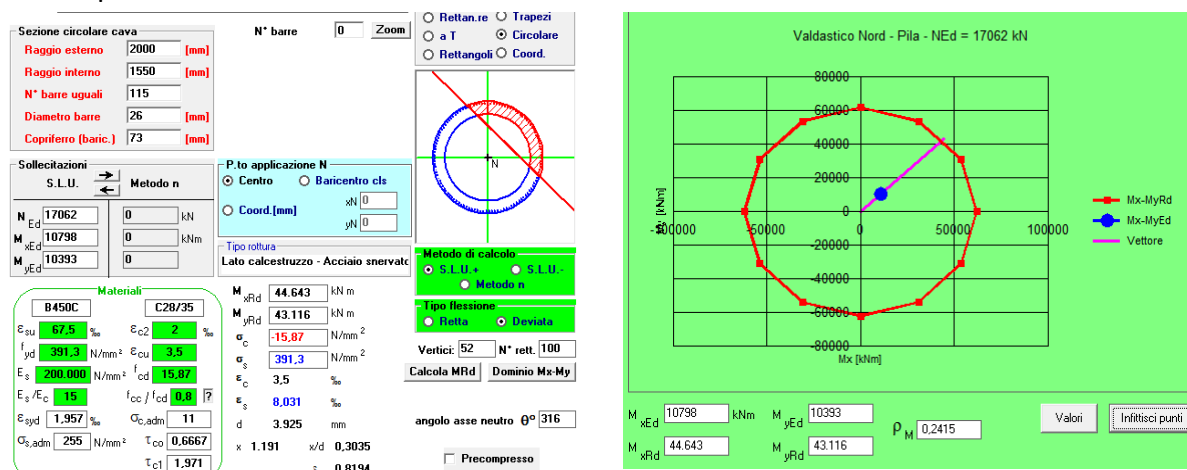 Sezione circolare cava
Raggio esterno 2000 [mm]
Raggio interno 1550 [mm]
N* barre uguali 115
Diametro barre 26 [mm]
Copriferro (baric.) 73 [mm]
N* barre 0 Zoom
Rettan.re Trapezi
a T Circolare
Rettangoli Coord.
N
Sollecitazioni
S.L.U. Metodo n
N Ed 17062 0 kN
M xEd 10798 0 kNm
M yEd 10393 0
P.to applicazione N
Centro Baricentro cls
Coord.[mm] xN 0
yN 0
Tipo rottura
Lato calcestruzzo - Acciaio snervato
Metodo di calcolo
S.L.U.+ S.L.U.-
Metodo n
Tipo flessione
Retta Deviata
Vertici: 52 N* rett. 100
Calcola MRd Dominio Mx-My
angolo asse neutro θ° 316
Precompresso
Materiali
B450C C28/35
εsu 67,5 ‰ εc2 2 ‰
fyd 391,3 N/mm² εcu 3,5
Es 200.000 N/mm² fcd 15,87
Es/Ec 15 fcc / fcd 0,8 ?
εsyd 1,957 ‰ σc,adm 11
σs,adm 255 N/mm² τco 0,6667
τc1 1,971
M xRd 44.643 kN m
M yRd 43.116 kN m
σc -15,87 N/mm²
σs 391,3 N/mm²
εc 3,5 ‰
εs 8,031 ‰
d 3.925 mm
x 1.191 x/d 0,3035
0,8194
Valdastico Nord - Pila - NEd = 17062 kN
80000
60000
40000
20000
0
-20000
-40000
-60000
-80000
-100000 -50000 0 50000 100000
My [kNm]
Mx [kNm]
Mx-MyRd
Mx-MyEd
Vettore
M xEd 10798 kNm M yEd 10393
M xRd 44.643 M yRd 43.116
ρM 0,2415
Valori Infittisci punti